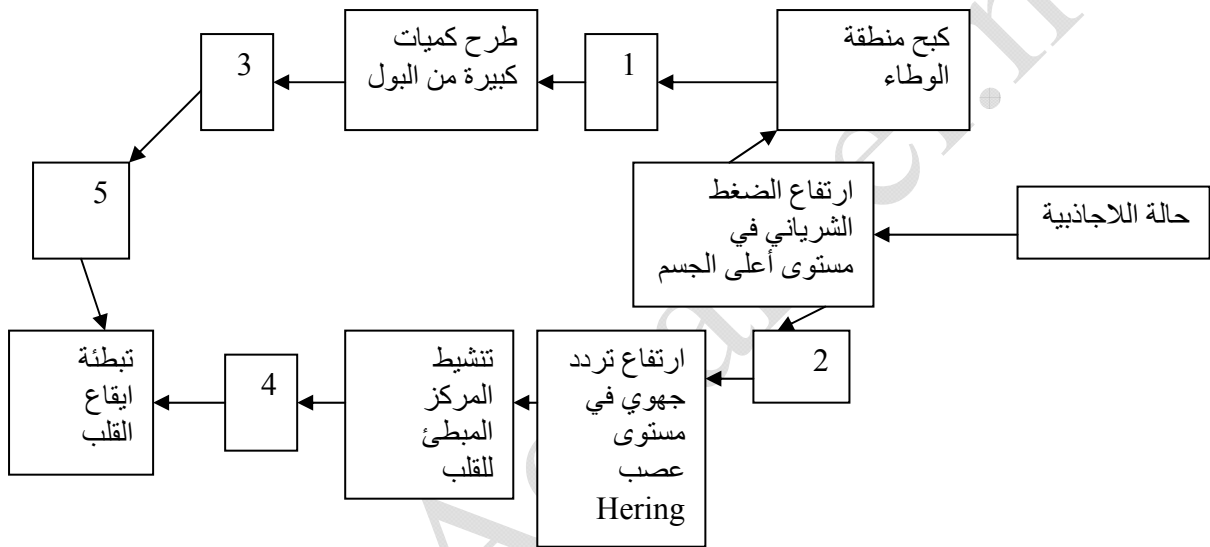 كبح منطقة
الوطاء
1
طرح كميات
كبيرة من البول
3
5
ارتفاع الضغط
الشرياني في
مستوى أعلى الجسم
حالة اللاجاذبية
2
ارتفاع تردد
جهوي في
مستوى
عصب
Hering
تنشيط
المركز
المبطئ
للقلب
4
تبطئة
ايقاع
القلب